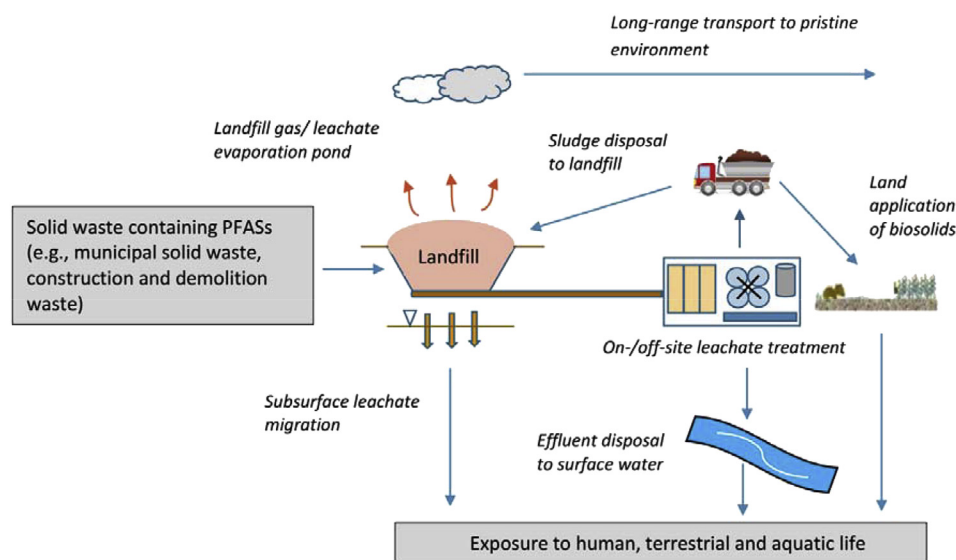 Long-range transport to pristine
environment
Landfill gas/ leachate
evaporation pond
Sludge disposal
to landfill
Land
application
of biosolids
Solid waste containing PFASs
(e.g., municipal solid waste,
construction and demolition
waste)
Landfill
On-/off-site leachate treatment
Subsurface leachate
migration
Effluent disposal
to surface water
Exposure to human, terrestrial and aquatic life